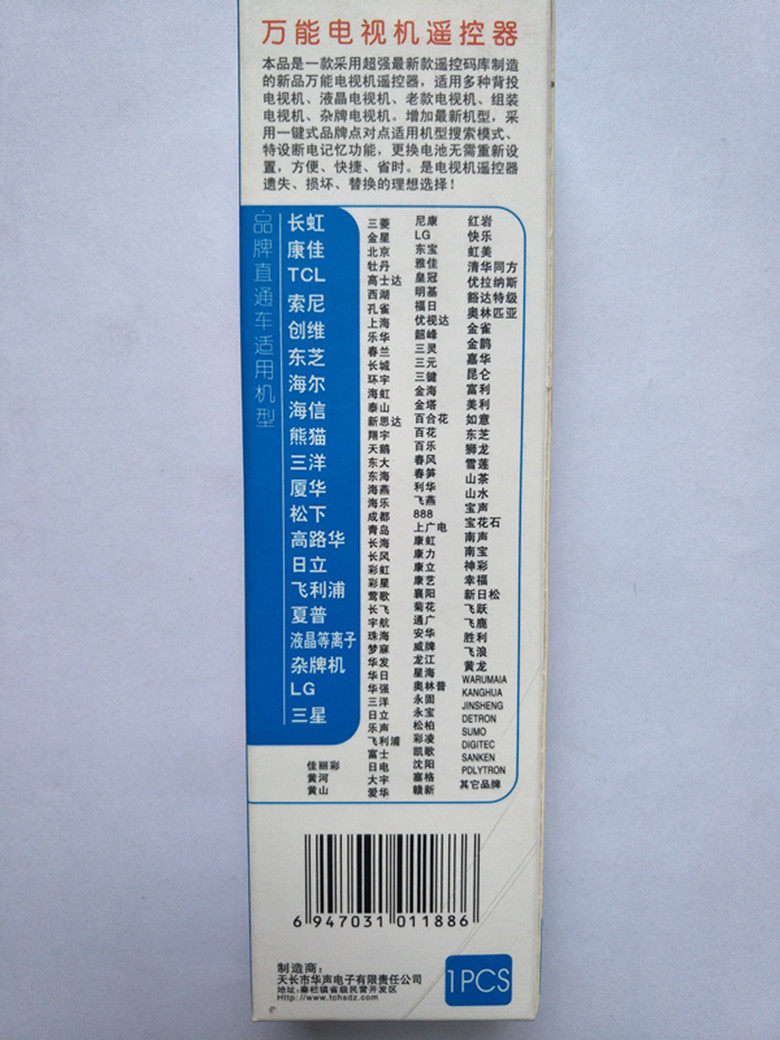 万能电视机遥控器
本品是一款采用超强最新款遥控码库制造
的新品万能电视机遥控器，适用多种背投
电视机、液晶电视机、老款电视机、组装
电视机、杂牌电视机。增加最新机型，采
用一键式品牌点对点适用机型搜索模式、
特设断电记忆功能，更换电池无需重新设
置，方便、快捷、省时。是电视机遥控器
遗失、损坏、替换的理想选择！
品牌直通车适用机型
长虹
康佳
TCL
索尼
创维
东芝
海尔
海信
熊猫
三洋
厦华
松下
高路华
日立
飞利浦
夏普
液晶等离子
杂牌机
LG
三星
佳丽彩
黄河
黄山
三菱
金星
北京
牡丹
高士达
西湖
孔雀
上海
乐华
春兰
长城
环宇
海虹
泰山
新思达
翔宇
天鹅
东大
东海
海燕
海乐
成都
青岛
长海
长风
彩虹
彩星
莺歌
长飞
宇航
珠海
梦寐
华发
华日
华强
三洋
日立
乐声
飞利浦
富士
日电
大宇
爱华
尼康
LG
东宝
雅佳
皇冠
明基
福日
优视达
韶峰
三灵
三元
三键
金海
金塔
百合花
百花
百乐
春风
春笋
利华
飞燕
888
上广电
康虹
康力
康立
康艺
襄阳
菊花
通广
安华
威牌
龙江
星海
奥林普
永固
永宝
松柏
彩凌
凯歌
沈阳
塞格
赣新
红岩
快乐
虹美
清华同方
优拉纳斯
豁达特级
奥林匹亚
金雀
金鹊
嘉华
昆仑
富利
美利
如意
东芝
狮龙
雪莲
山茶
山水
宝声
宝花石
南声
南宝
神彩
幸福
新日松
飞跃
飞鹿
胜利
飞浪
黄龙
WARUMAIA
KANGHUA
JINSHENG
DETRON
SUMO
DIGITEC
SANKEN
PDLYTRON
其它品牌
6 947031 011886
制造商：
天长市华声电子有限责任公司
地址：秦栏镇省级民营开发区
Http: //www.tchsdz.com
1PCS